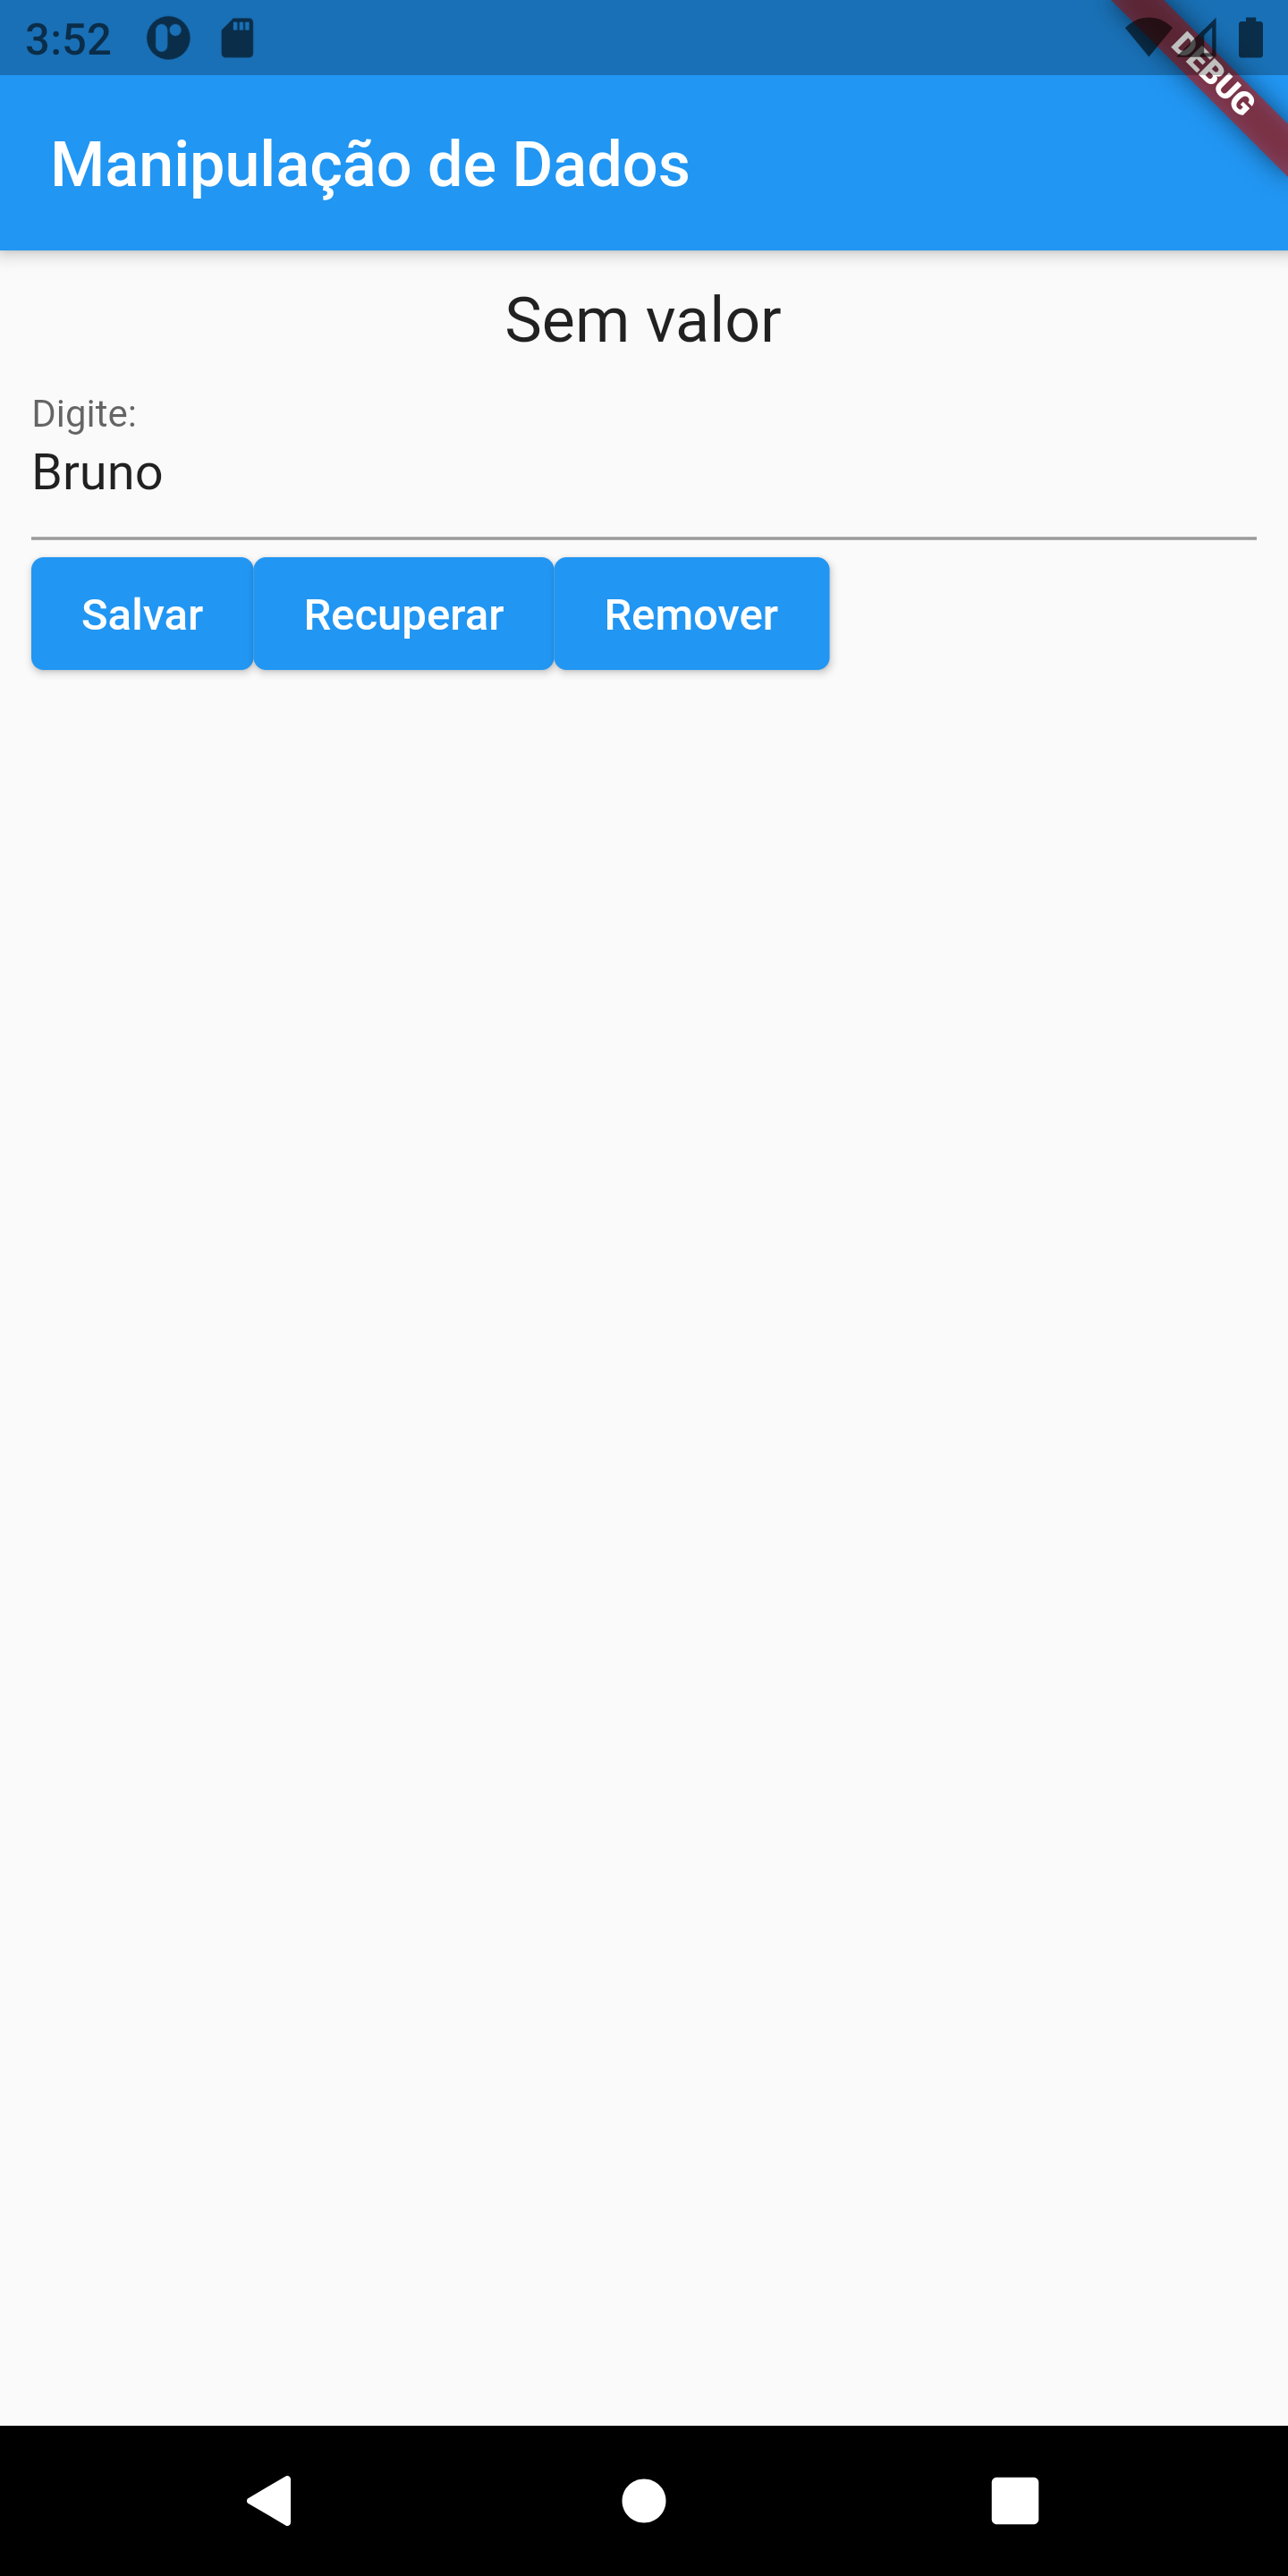 3:52
DEBUG
Manipulação de Dados
Sem valor
Digite:
Bruno
Salvar Recuperar Remover